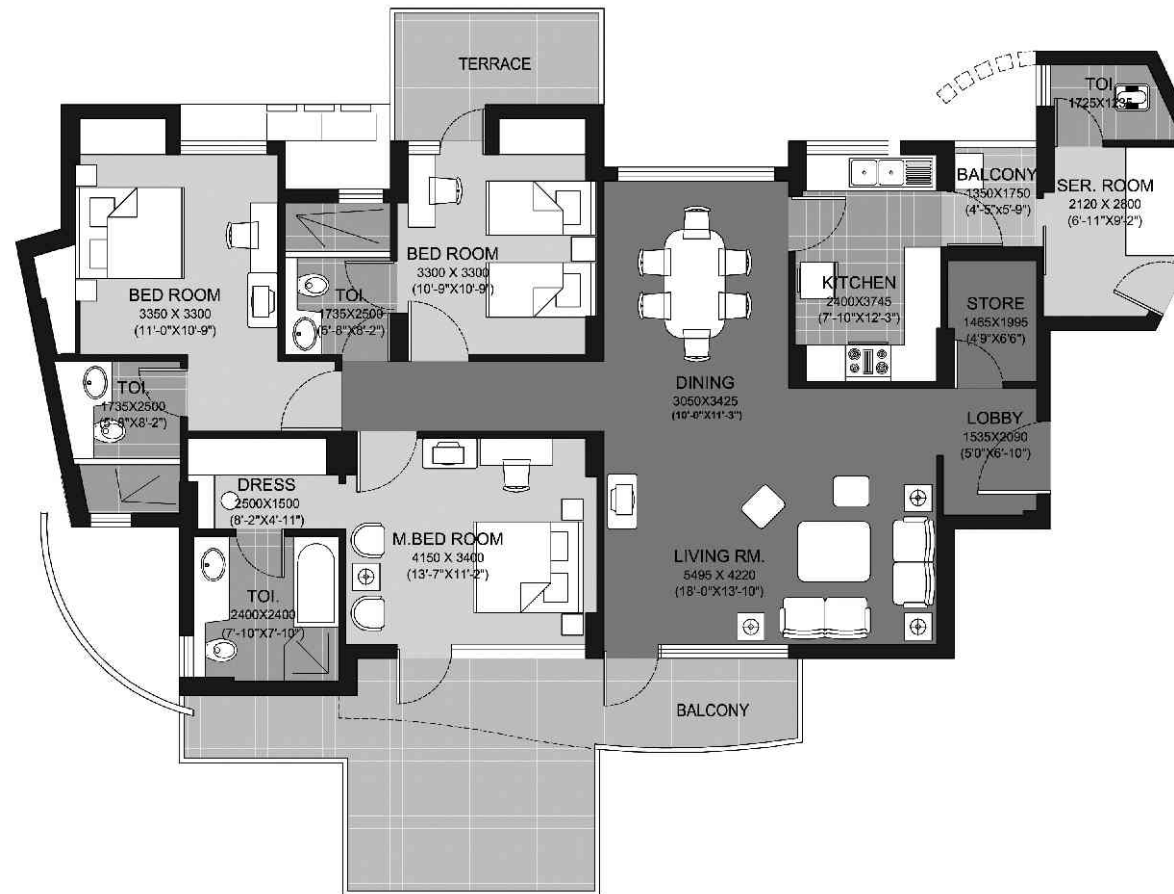 TERRACE
TOI.
1725X1235
BALCONY
1350X1750
(4'-5"x5'-9")
SER. ROOM
2120 X 2800
(6'-11"X9'-2")
BED ROOM
3350 X 3300
(11'-0"X10'-9")
BED ROOM
3300 X 3300
(10'-9"X10'-9")
TOI.
1735X2500
(5'-8"X8'-2")
KITCHEN
2400X3745
(7'-10"X12'-3")
STORE
1465X1995
(4'9"X6'6")
TOI.
1735X2500
(5'-8"X8'-2")
DINING
3050X3425
(10'-0"X11'-3")
LOBBY
1535X2090
(5'0"X6'-10")
DRESS
2500X1500
(8'-2"X4'-11")
M.BED ROOM
4150 X 3400
(13'-7"X11'-2")
LIVING RM.
5495 X 4220
(18'-0"X13'-10")
TOI.
2400X2400
(7'-10"X7'-10")
BALCONY